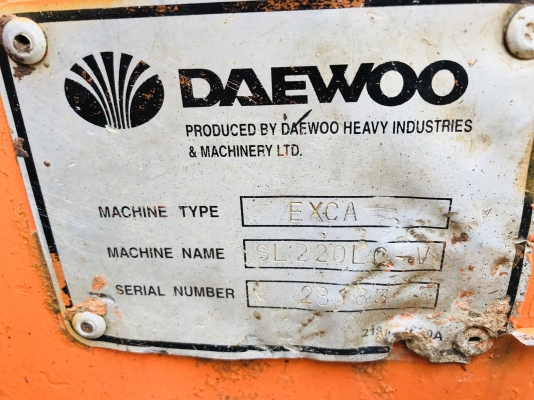 DAEWOO
PRODUCED BY DAEWOO HEAVY INDUSTRIES
& MACHINERY LTD.
MACHINE TYPE EXCA
MACHINE NAME SL220LC-V
SERIAL NUMBER